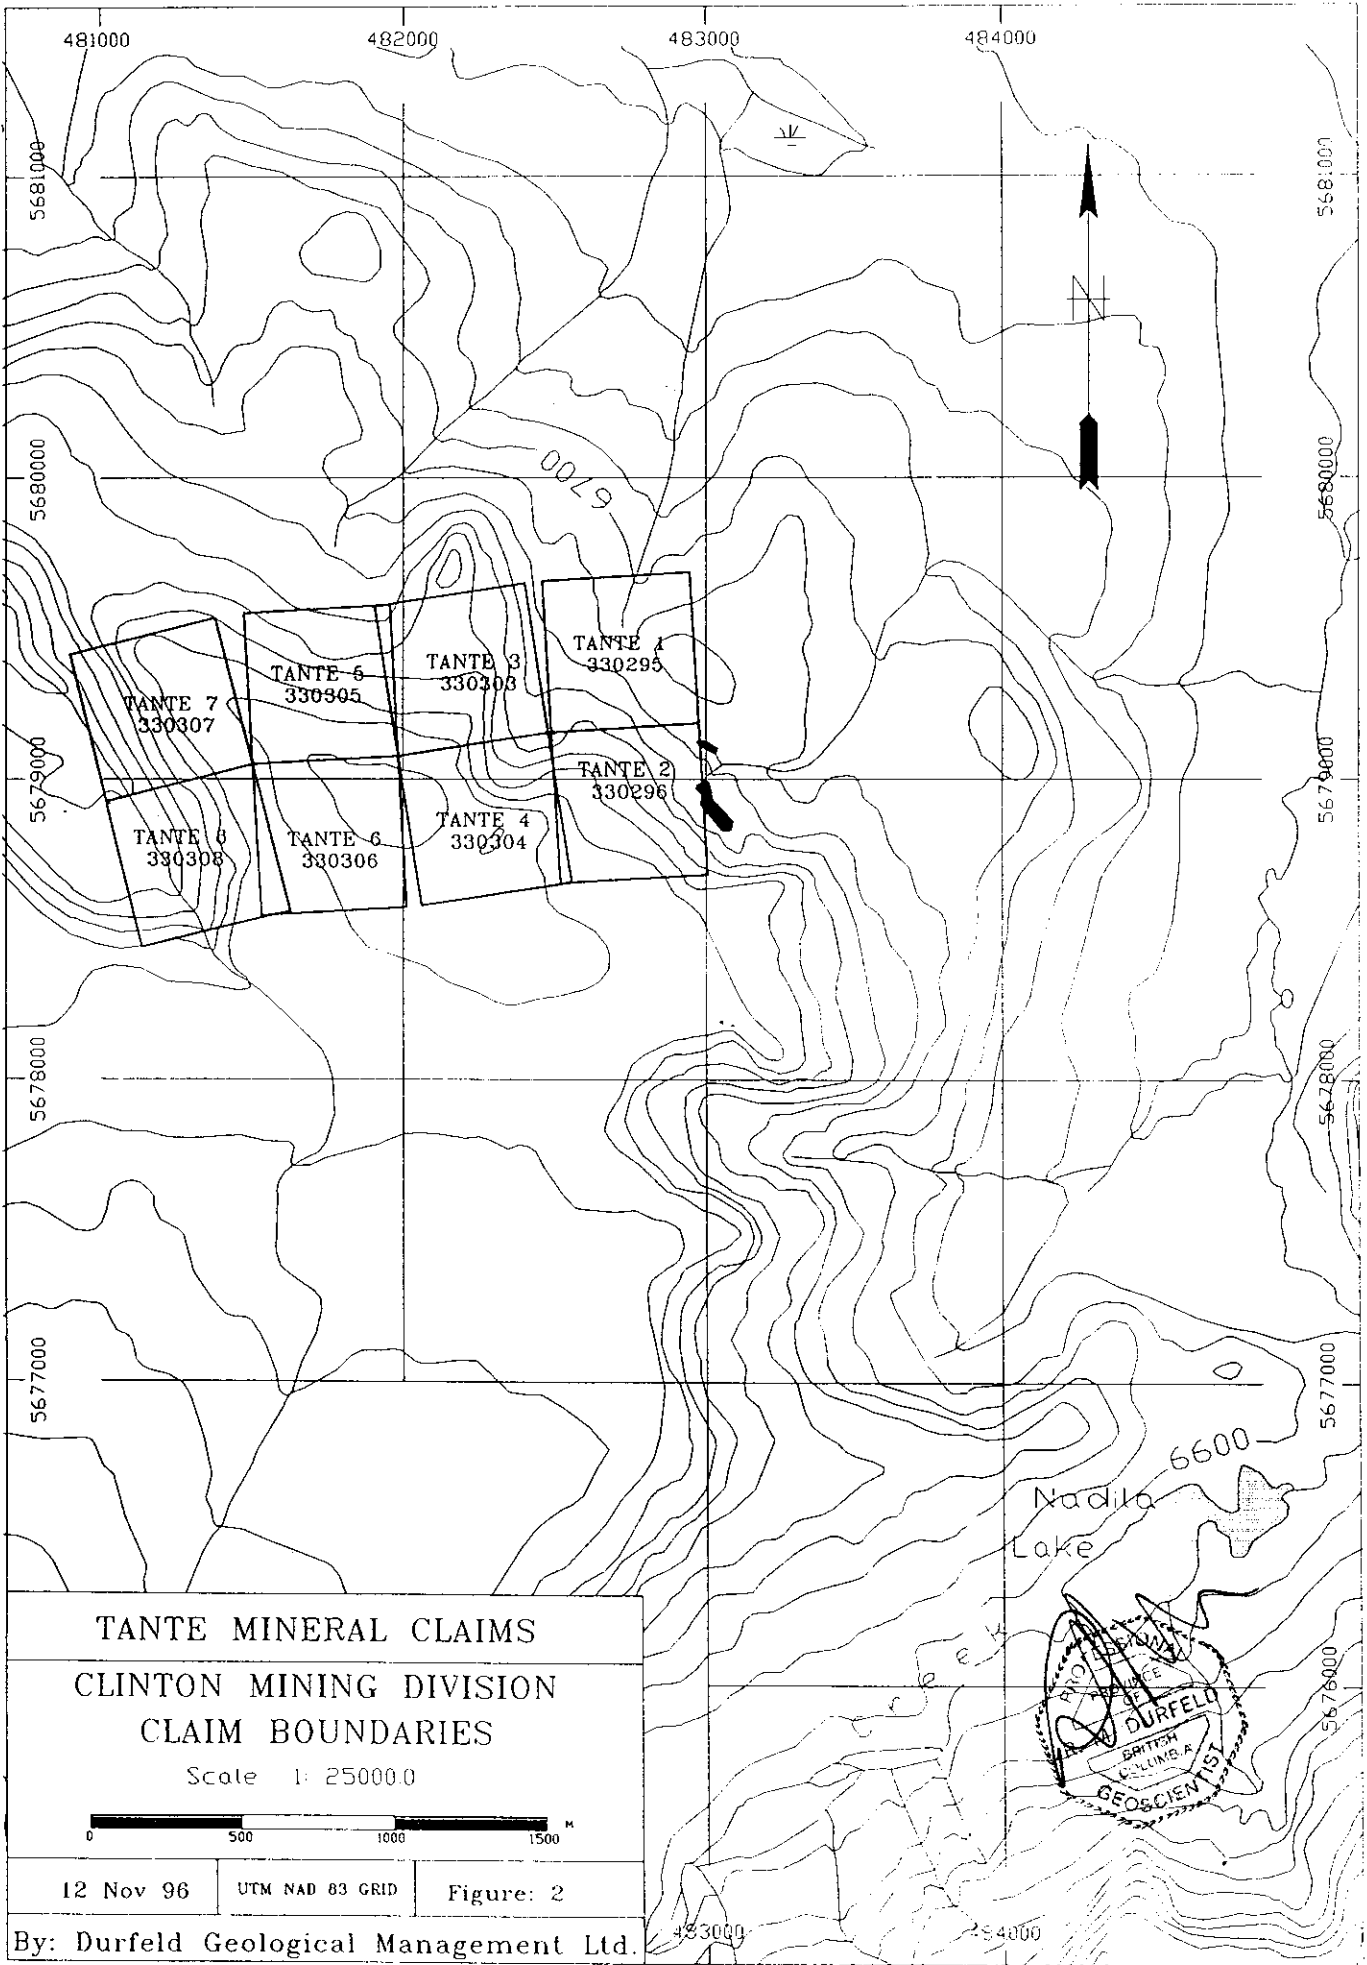 481000 482000 483000 484000
5681000 5681000
N
5680000 6700 5680000
TANTE 1
330295
TANTE 3
330303
TANTE 5
330305
TANTE 7
330307
5679000 5679000
TANTE 2
330296
TANTE 4
330304
TANTE 6
330306
TANTE 8
330308
5678000 5678000
5677000 5677000
6600
Nadila
Lake
Creek
5676000
PROFESSIONAL
PROVINCE
OF
DURFELD
BRITISH
COLUMBIA
GEOSCIENTIST
TANTE MINERAL CLAIMS
CLINTON MINING DIVISION
CLAIM BOUNDARIES
Scale 1: 25000.0
0 500 1000 1500 M
12 Nov 96 UTM NAD 83 GRID Figure: 2
By: Durfeld Geological Management Ltd.
483000 484000